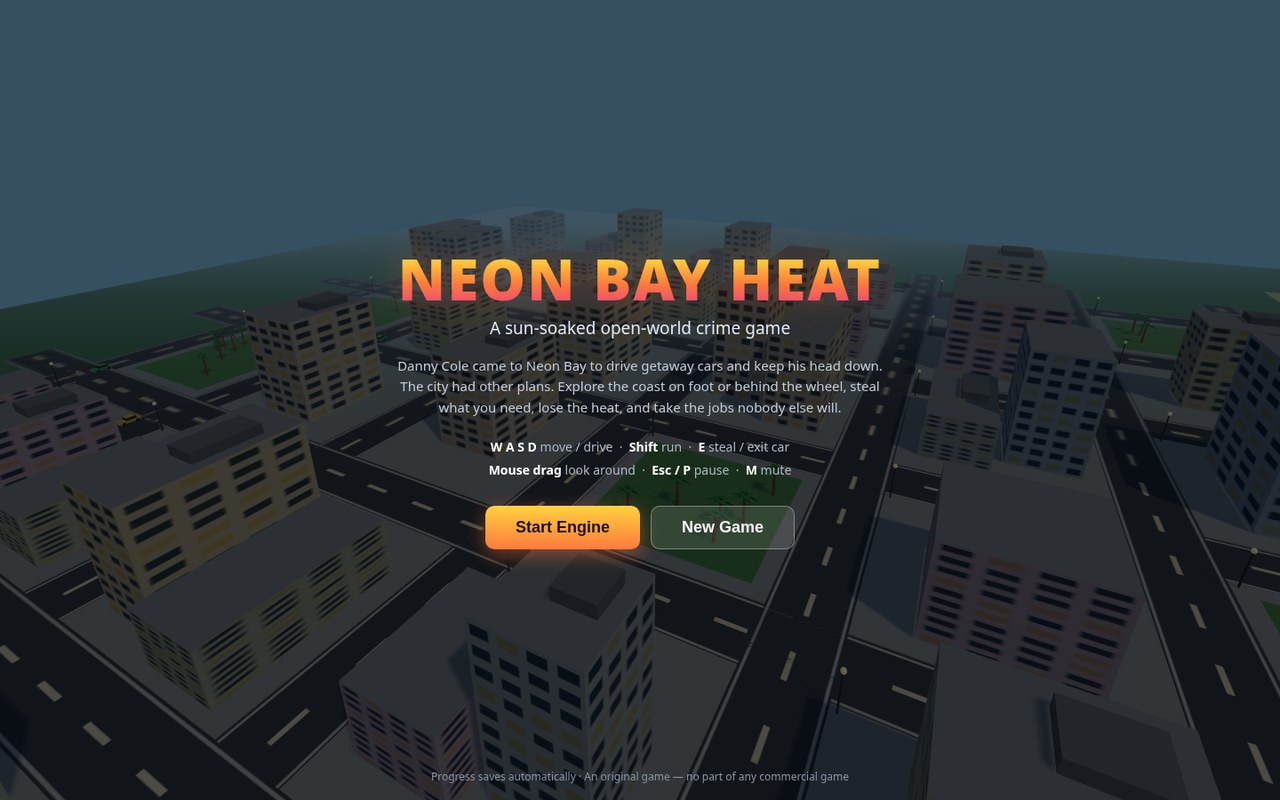 NEON BAY HEAT
A sun-soaked open-world crime game
Danny Cole came to Neon Bay to drive getaway cars and keep his head down.
The city had other plans. Explore the coast on foot or behind the wheel, steal
what you need, lose the heat, and take the jobs nobody else will.
W A S D move / drive · Shift run · E steal / exit car
Mouse drag look around · Esc / P pause · M mute
Start Engine New Game
Progress saves automatically · An original game — no part of any commercial game